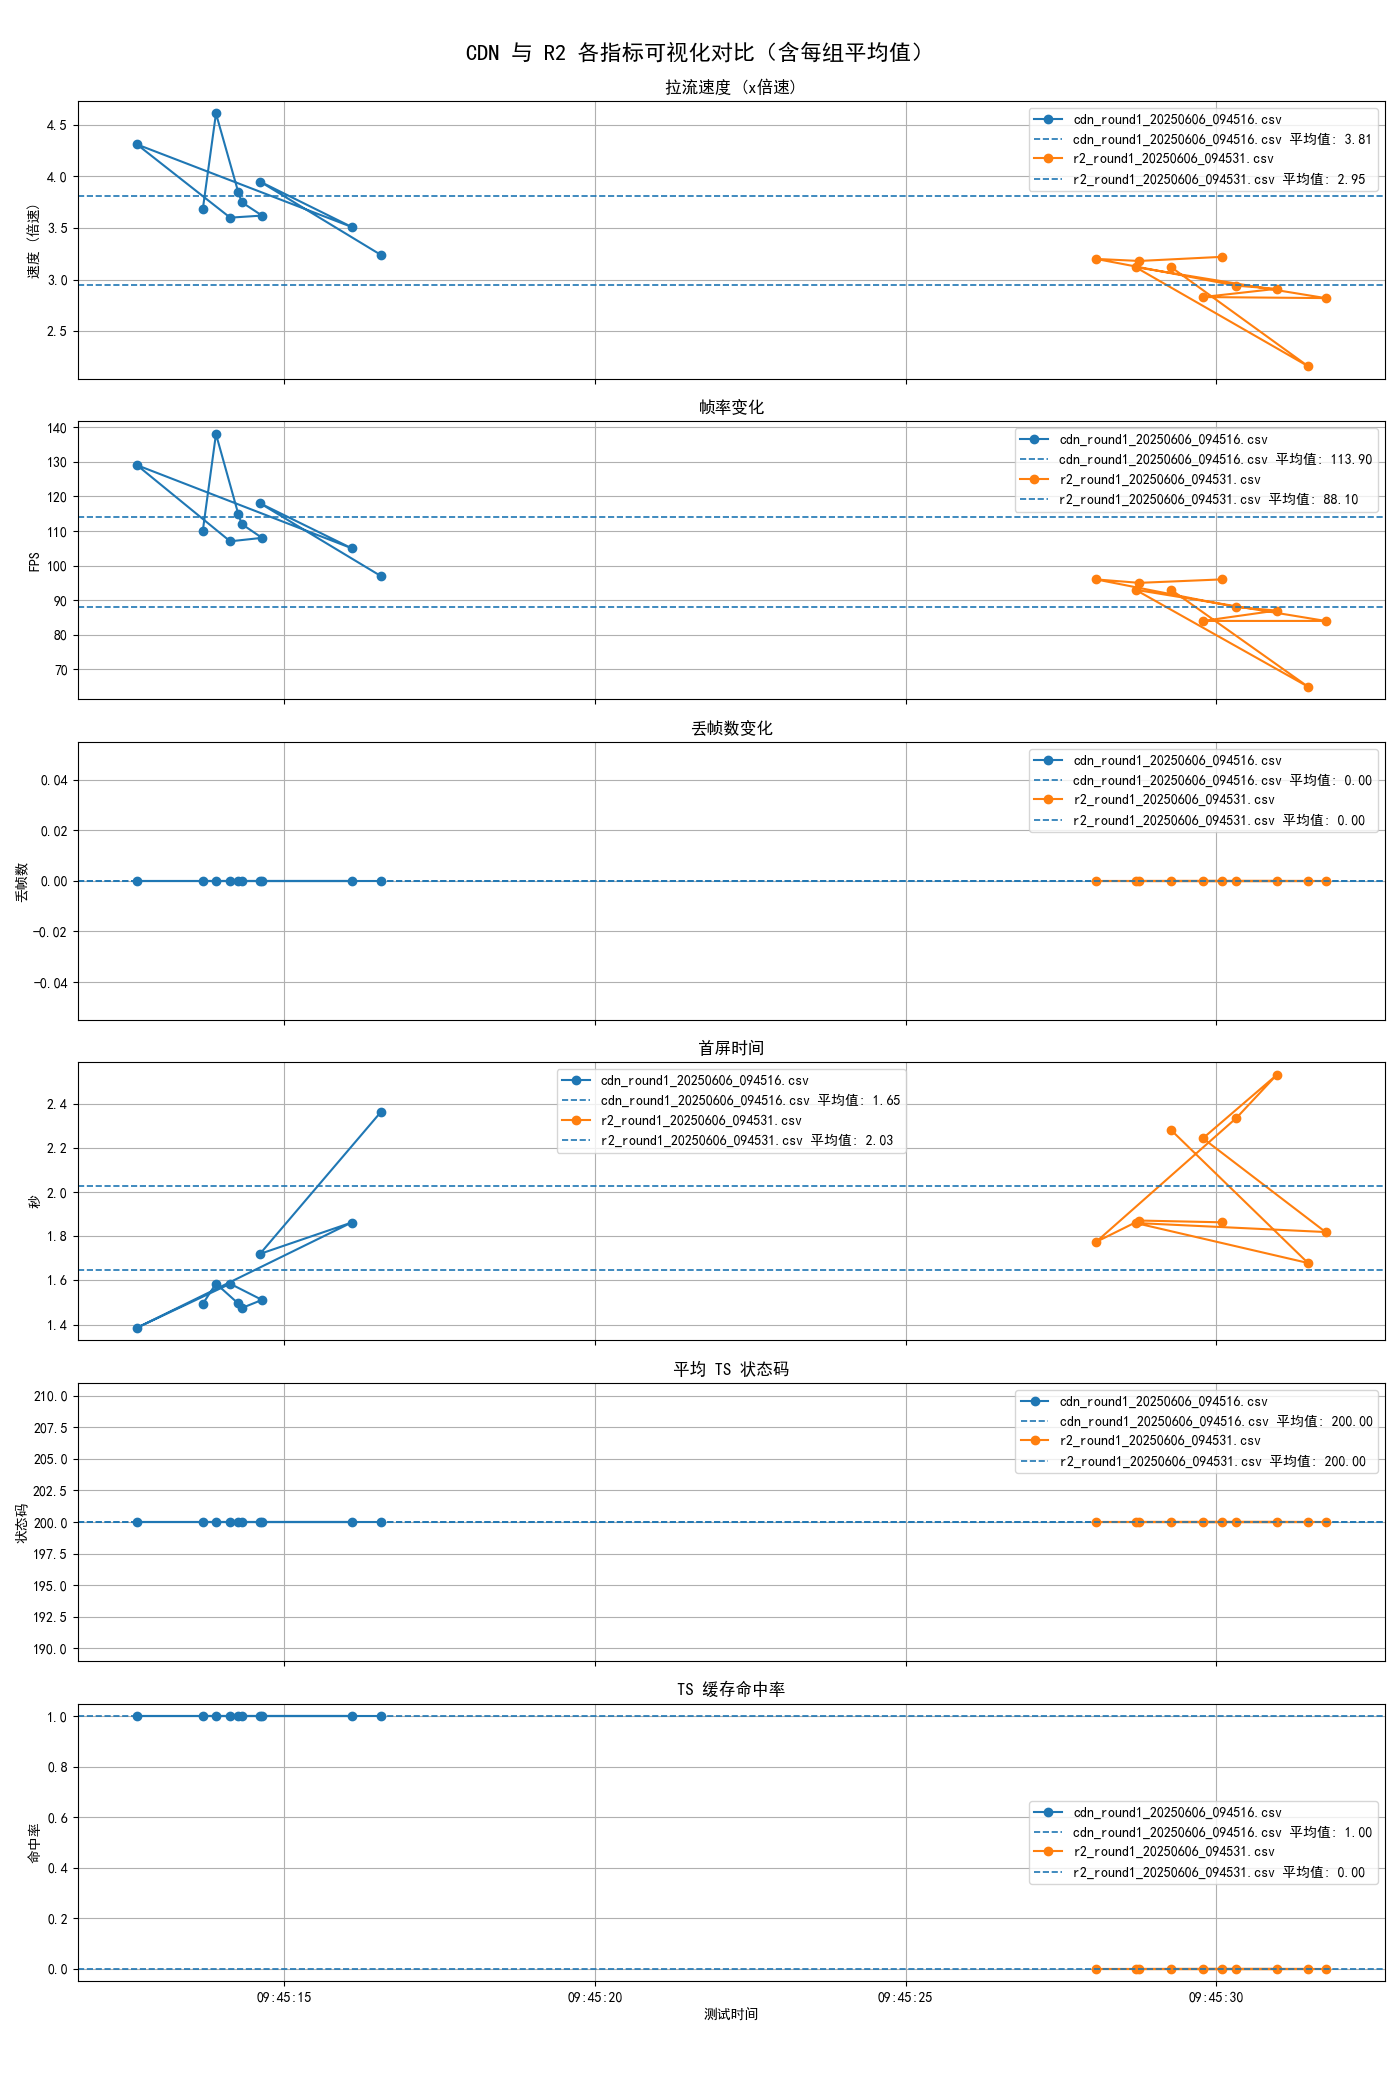 CDN 与 R2 各指标可视化对比（含每组平均值）
拉流速度 (x倍速)
4.5
4.0
3.5
3.0
2.5
速度 (倍速)
cdn_round1_20250606_094516.csv
cdn_round1_20250606_094516.csv 平均值: 3.81
r2_round1_20250606_094531.csv
r2_round1_20250606_094531.csv 平均值: 2.95
帧率变化
140
130
120
110
100
90
80
70
FPS
cdn_round1_20250606_094516.csv
cdn_round1_20250606_094516.csv 平均值: 113.90
r2_round1_20250606_094531.csv
r2_round1_20250606_094531.csv 平均值: 88.10
丢帧数变化
0.04
0.02
0.00
−0.02
−0.04
丢帧数
cdn_round1_20250606_094516.csv
cdn_round1_20250606_094516.csv 平均值: 0.00
r2_round1_20250606_094531.csv
r2_round1_20250606_094531.csv 平均值: 0.00
首屏时间
2.4
2.2
2.0
1.8
1.6
1.4
秒
cdn_round1_20250606_094516.csv
cdn_round1_20250606_094516.csv 平均值: 1.65
r2_round1_20250606_094531.csv
r2_round1_20250606_094531.csv 平均值: 2.03
平均 TS 状态码
210.0
207.5
205.0
202.5
200.0
197.5
195.0
192.5
190.0
状态码
cdn_round1_20250606_094516.csv
cdn_round1_20250606_094516.csv 平均值: 200.00
r2_round1_20250606_094531.csv
r2_round1_20250606_094531.csv 平均值: 200.00
TS 缓存命中率
1.0
0.8
0.6
0.4
0.2
0.0
命中率
cdn_round1_20250606_094516.csv
cdn_round1_20250606_094516.csv 平均值: 1.00
r2_round1_20250606_094531.csv
r2_round1_20250606_094531.csv 平均值: 0.00
09:45:15
09:45:20
09:45:25
09:45:30
测试时间